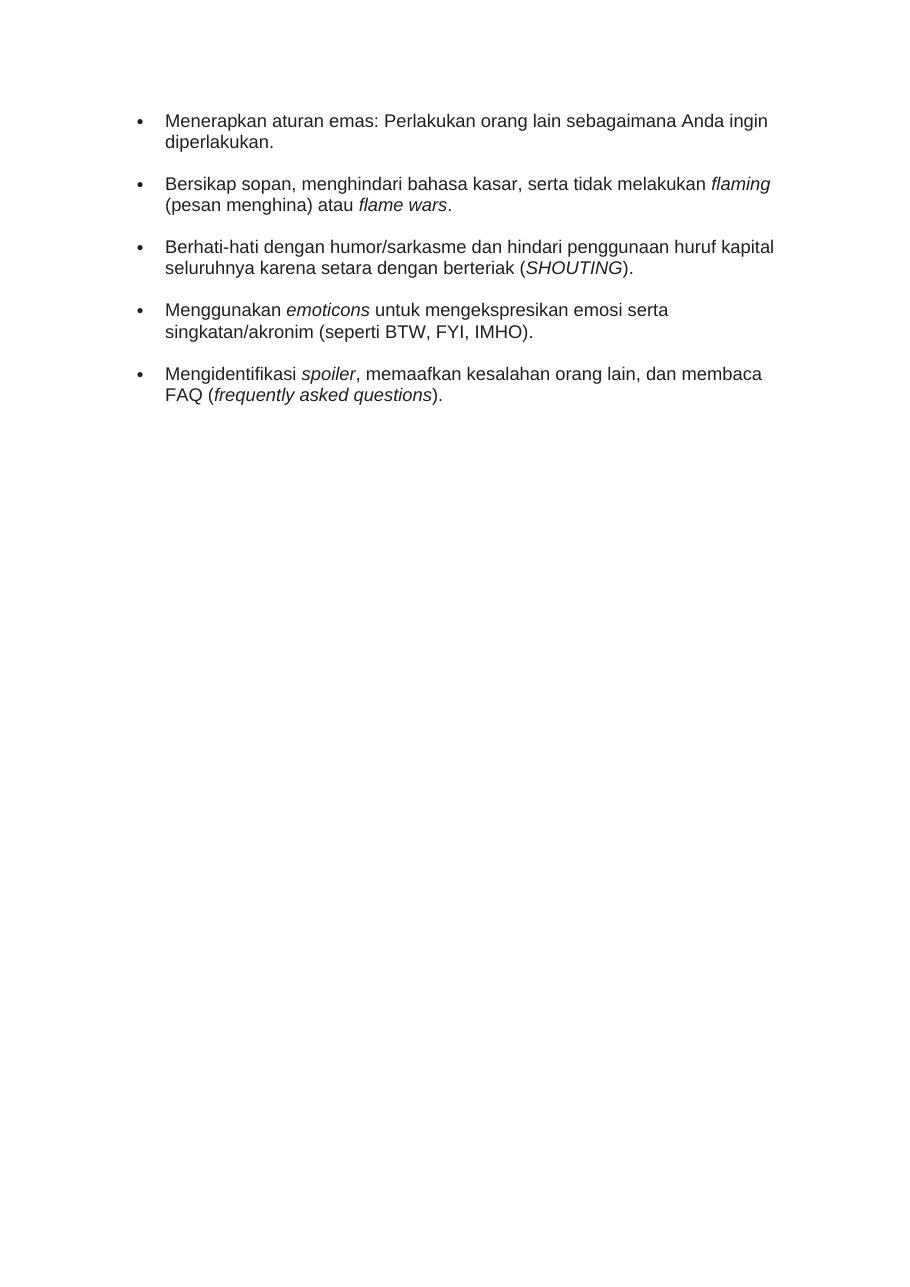 • Menerapkan aturan emas: Perlakukan orang lain sebagaimana Anda ingin
diperlakukan.
• Bersikap sopan, menghindari bahasa kasar, serta tidak melakukan flaming
(pesan menghina) atau flame wars.
• Berhati-hati dengan humor/sarkasme dan hindari penggunaan huruf kapital
seluruhnya karena setara dengan berteriak (SHOUTING).
• Menggunakan emoticons untuk mengekspresikan emosi serta
singkatan/akronim (seperti BTW, FYI, IMHO).
• Mengidentifikasi spoiler, memaafkan kesalahan orang lain, dan membaca
FAQ (frequently asked questions).